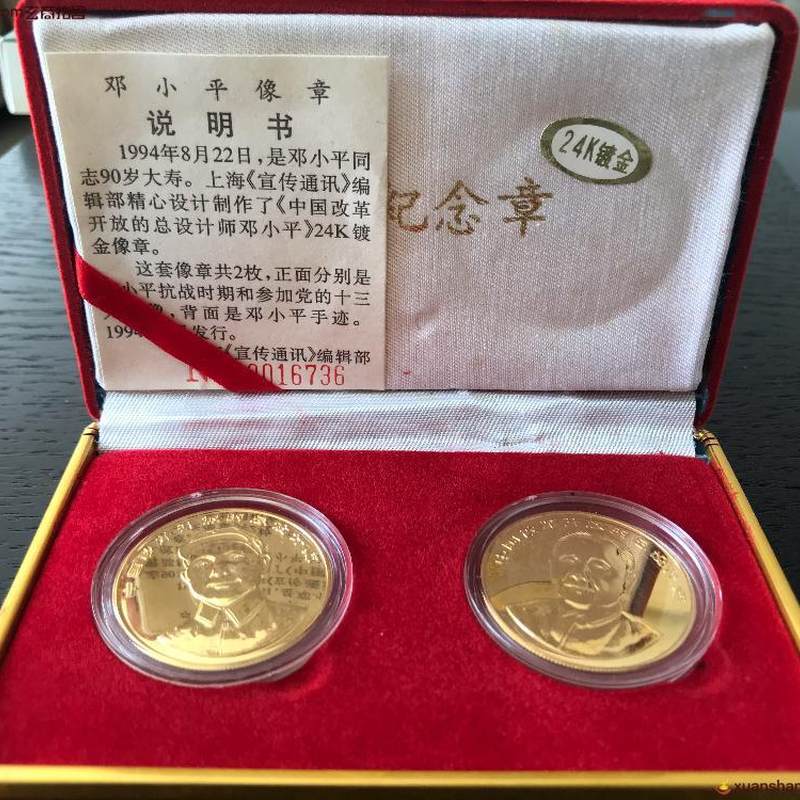 邓小平像章
说明书
1994年8月22日,是邓小平同
志90岁大寿。上海《宣传通讯》编
辑部精心设计制作了《中国改革
开放的总设计师邓小平》24K镀
金像章。
这套像章共2枚,正面分别是
小平抗战时期和参加党的十三
,背面是邓小平手迹。
1994 发行。
《宣传通讯》编辑部
016736
24K镀金
纪念章
xuanshan